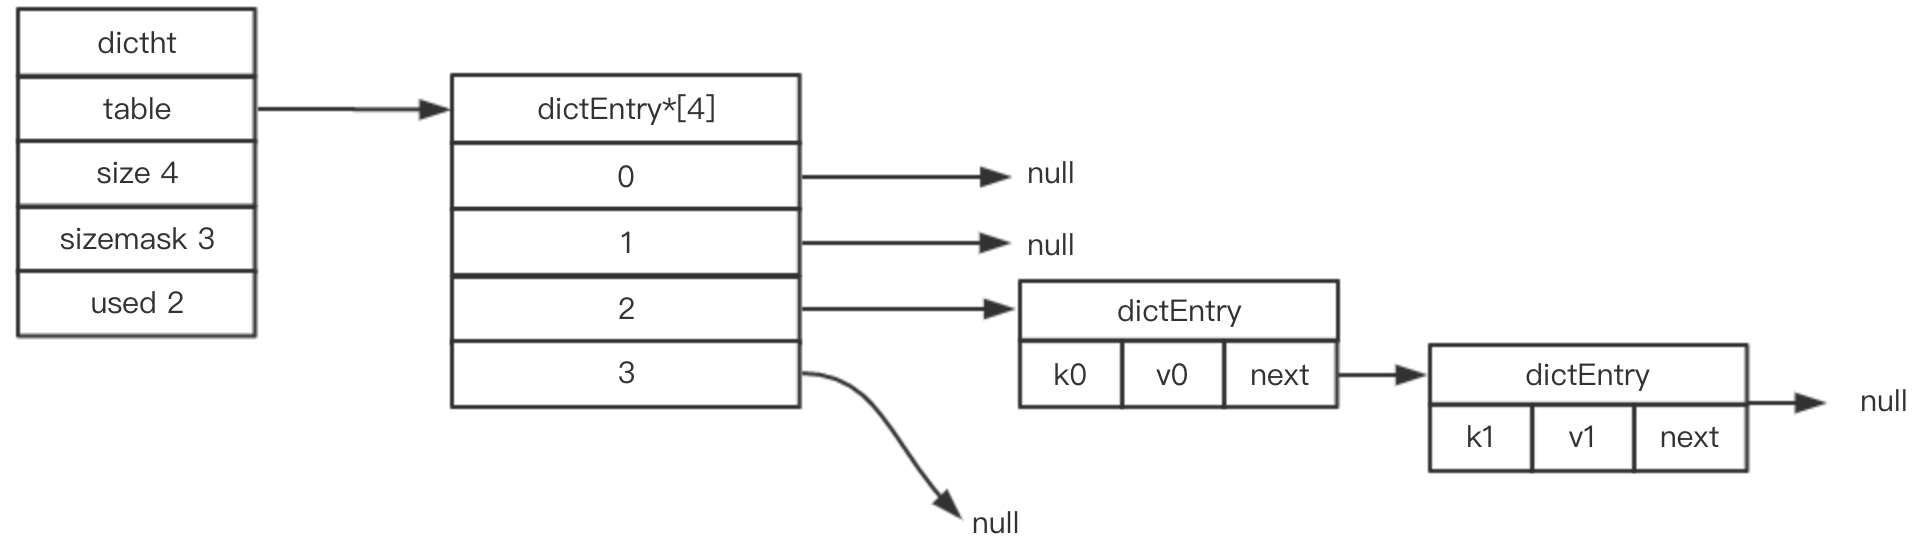 dictht
table
size 4
sizemask 3
used 2
dictEntry*[4]
0
1
2
3
null
null
dictEntry
k0 v0 next
dictEntry
k1 v1 next
null
null